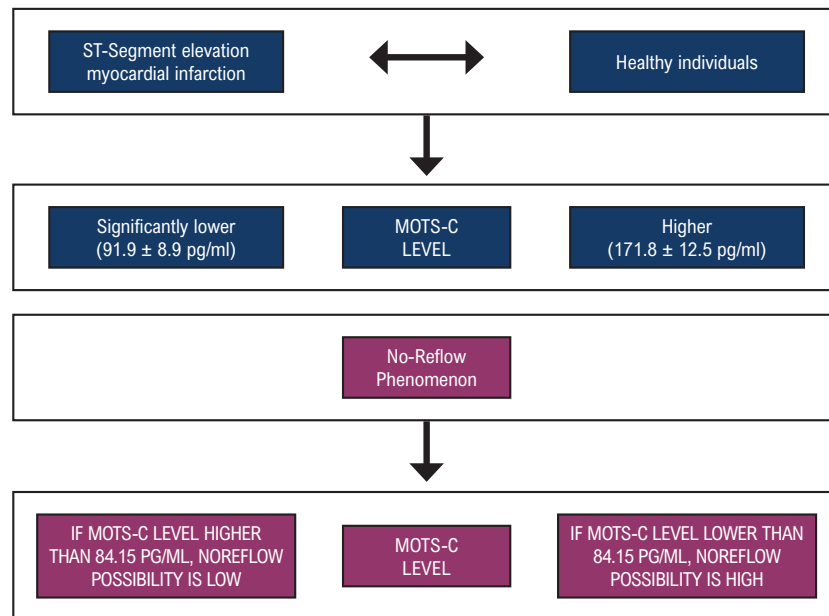 ST-Segment elevation
myocardial infarction
Healthy individuals
Significantly lower
(91.9 ± 8.9 pg/ml)
MOTS-C
LEVEL
Higher
(171.8 ± 12.5 pg/ml)
No-Reflow
Phenomenon
IF MOTS-C LEVEL HIGHER
THAN 84.15 PG/ML, NOREFLOW
POSSIBILITY IS LOW
MOTS-C
LEVEL
IF MOTS-C LEVEL LOWER THAN
84.15 PG/ML, NOREFLOW
POSSIBILITY IS HIGH